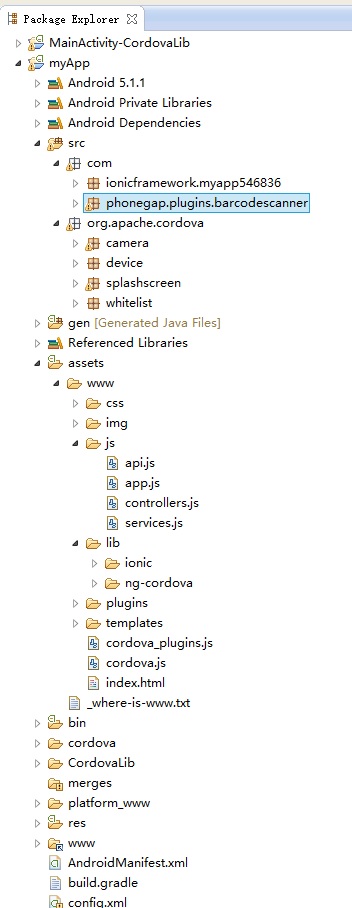 Package Explorer
MainActivity-CordovaLib
myApp
Android 5.1.1
Android Private Libraries
Android Dependencies
src
com
ionicframework.myapp546836
phonegap.plugins.barcodescanner
org.apache.cordova
camera
device
splashscreen
whitelist
gen [Generated Java Files]
Referenced Libraries
assets
www
css
img
js
api.js
app.js
controllers.js
services.js
lib
ionic
ng-cordova
plugins
templates
cordova_plugins.js
cordova.js
index.html
_where-is-www.txt
bin
cordova
CordovaLib
merges
platform_www
res
www
AndroidManifest.xml
build.gradle
config.xml